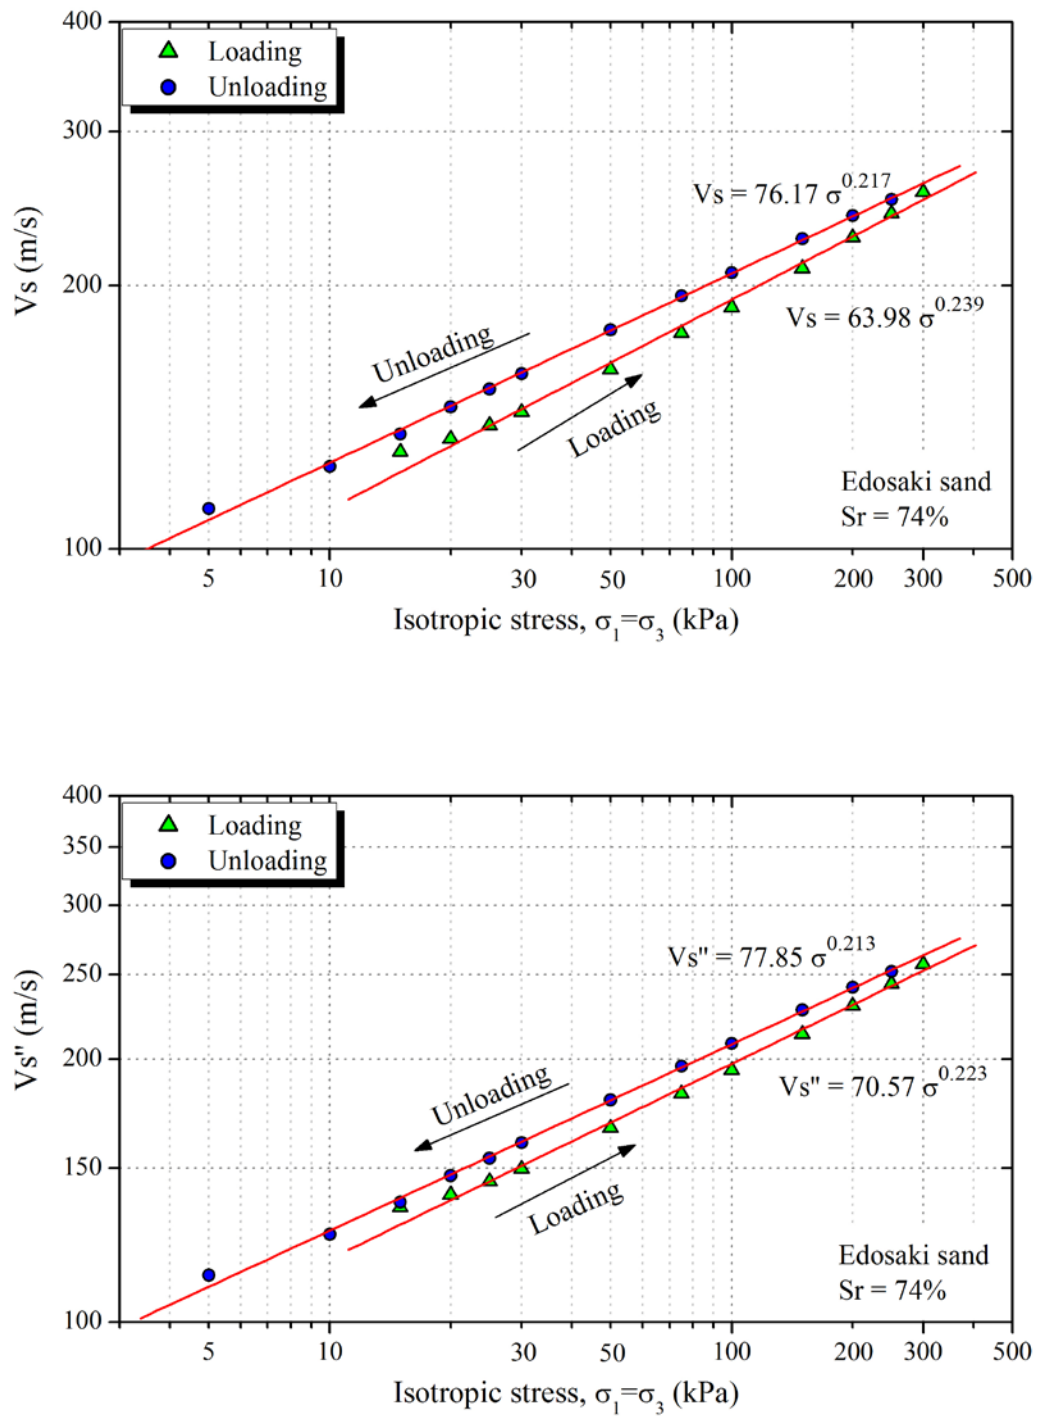 400
300
200
100
Vs (m/s)
Loading
Unloading
Vs = 76.17 σ^0.217
Vs = 63.98 σ^0.239
Unloading
Loading
Edosaki sand
Sr = 74%
5 10 30 50 100 200 300 500
Isotropic stress, σ₁=σ₃ (kPa)
400
350
300
250
200
150
100
Vs" (m/s)
Loading
Unloading
Vs" = 77.85 σ^0.213
Vs" = 70.57 σ^0.223
Unloading
Loading
Edosaki sand
Sr = 74%
5 10 30 50 100 200 300 500
Isotropic stress, σ₁=σ₃ (kPa)